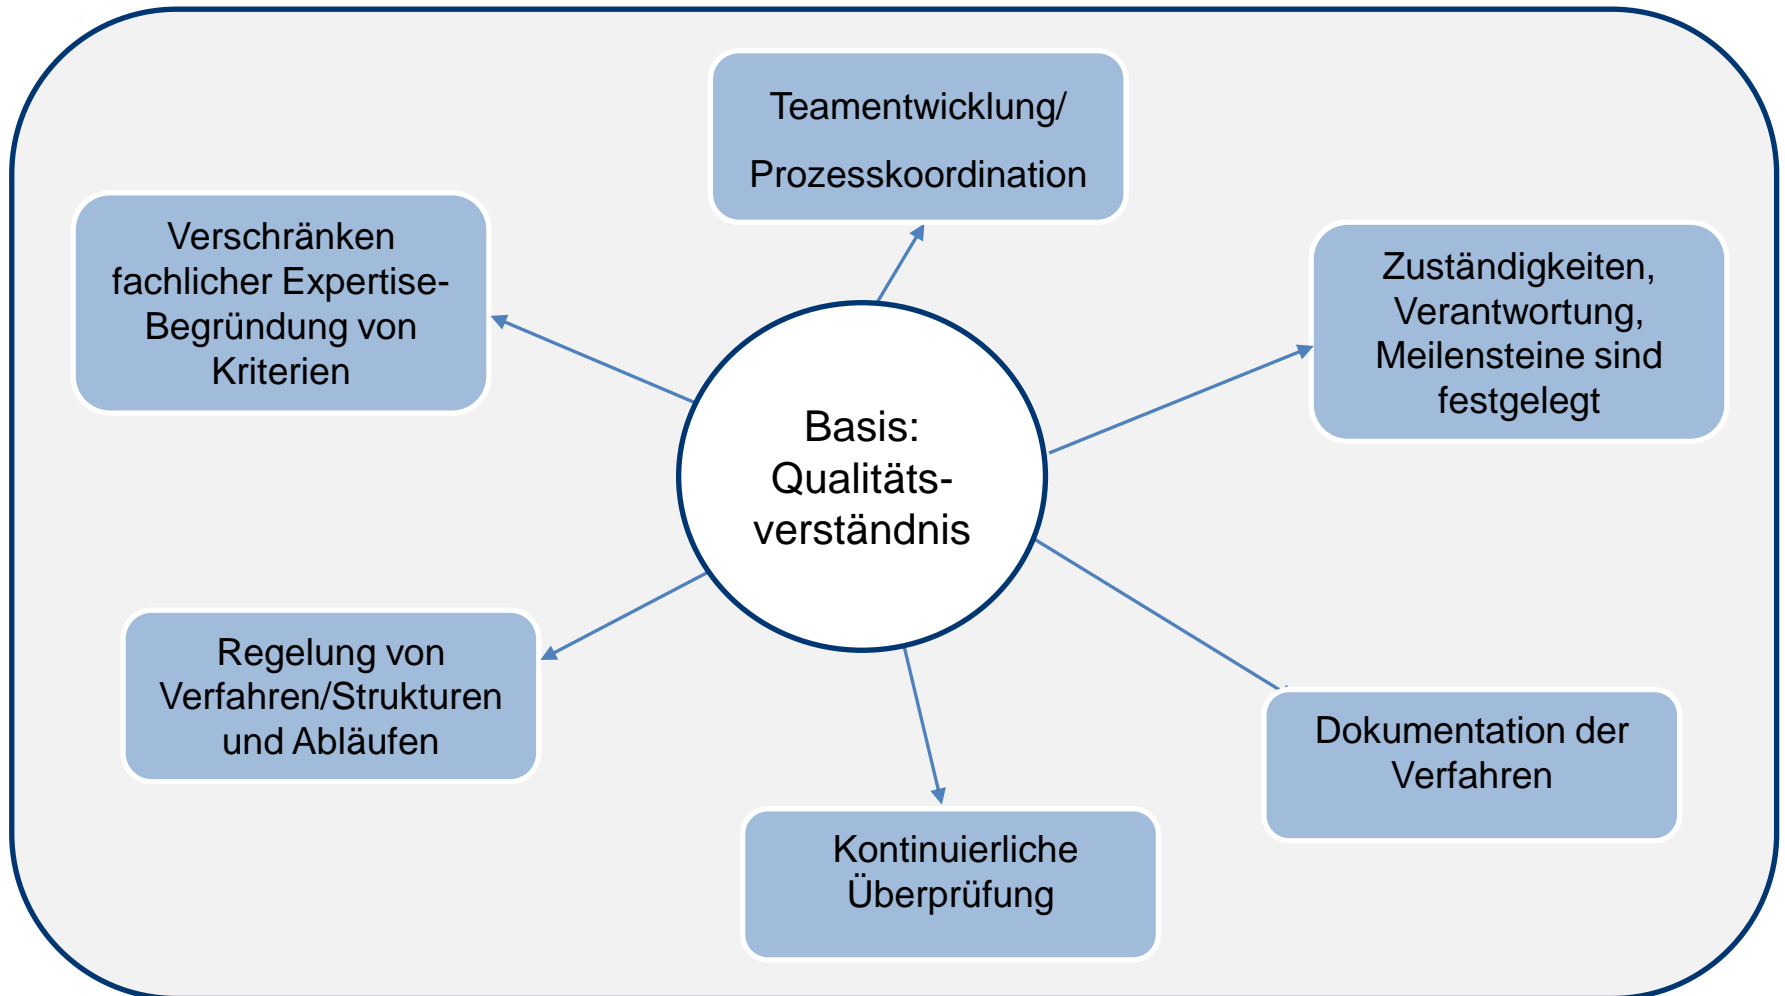 Teamentwicklung/
Prozesskoordination
Verschränken
fachlicher Expertise-
Begründung von
Kriterien
Zuständigkeiten,
Verantwortung,
Meilensteine sind
festgelegt
Basis:
Qualitäts-
verständnis
Regelung von
Verfahren/Strukturen
und Abläufen
Dokumentation der
Verfahren
Kontinuierliche
Überprüfung